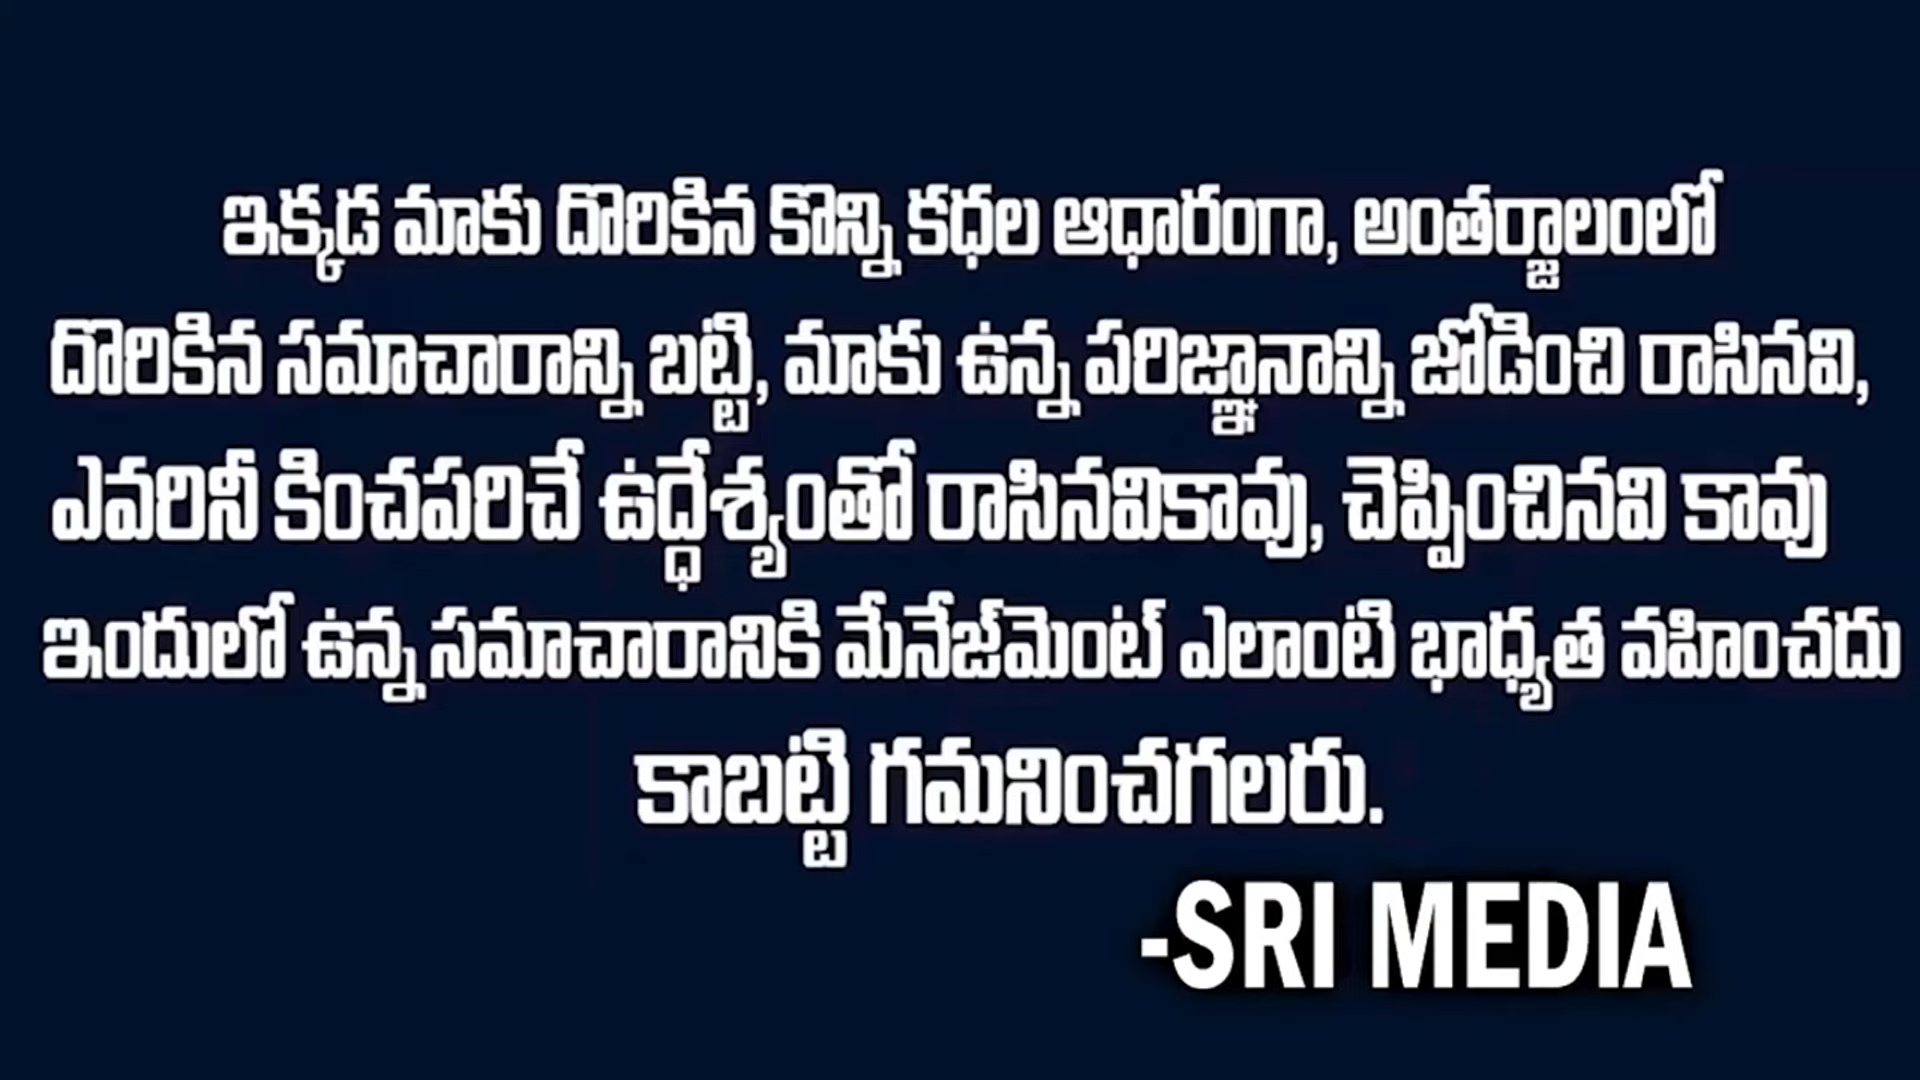 ఇక్కడ మాకు దొరికిన కొన్ని కధల ఆధారంగా, అంతర్జాలంలో
దొరికిన సమాచారాన్ని బట్టి, మాకు ఉన్న పరిజ్ఞానాన్ని జోడించి రాసినవి,
ఎవరినీ కించపరిచే ఉద్ధేశ్యంతో రాసినవికావు, చెప్పించినవి కావు
ఇందులో ఉన్న సమాచారానికి మేనేజ్‌మెంట్ ఎలాంటి భాధ్యత వహించదు
కాబట్టి గమనించగలరు.
-SRI MEDIA